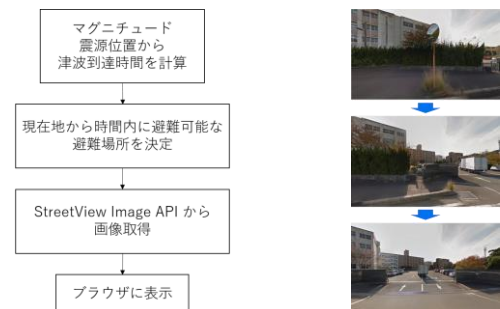 マグニチュード
震源位置から
津波到達時間を計算
現在地から時間内に避難可能な
避難場所を決定
StreetView Image API から
画像取得
ブラウザに表示